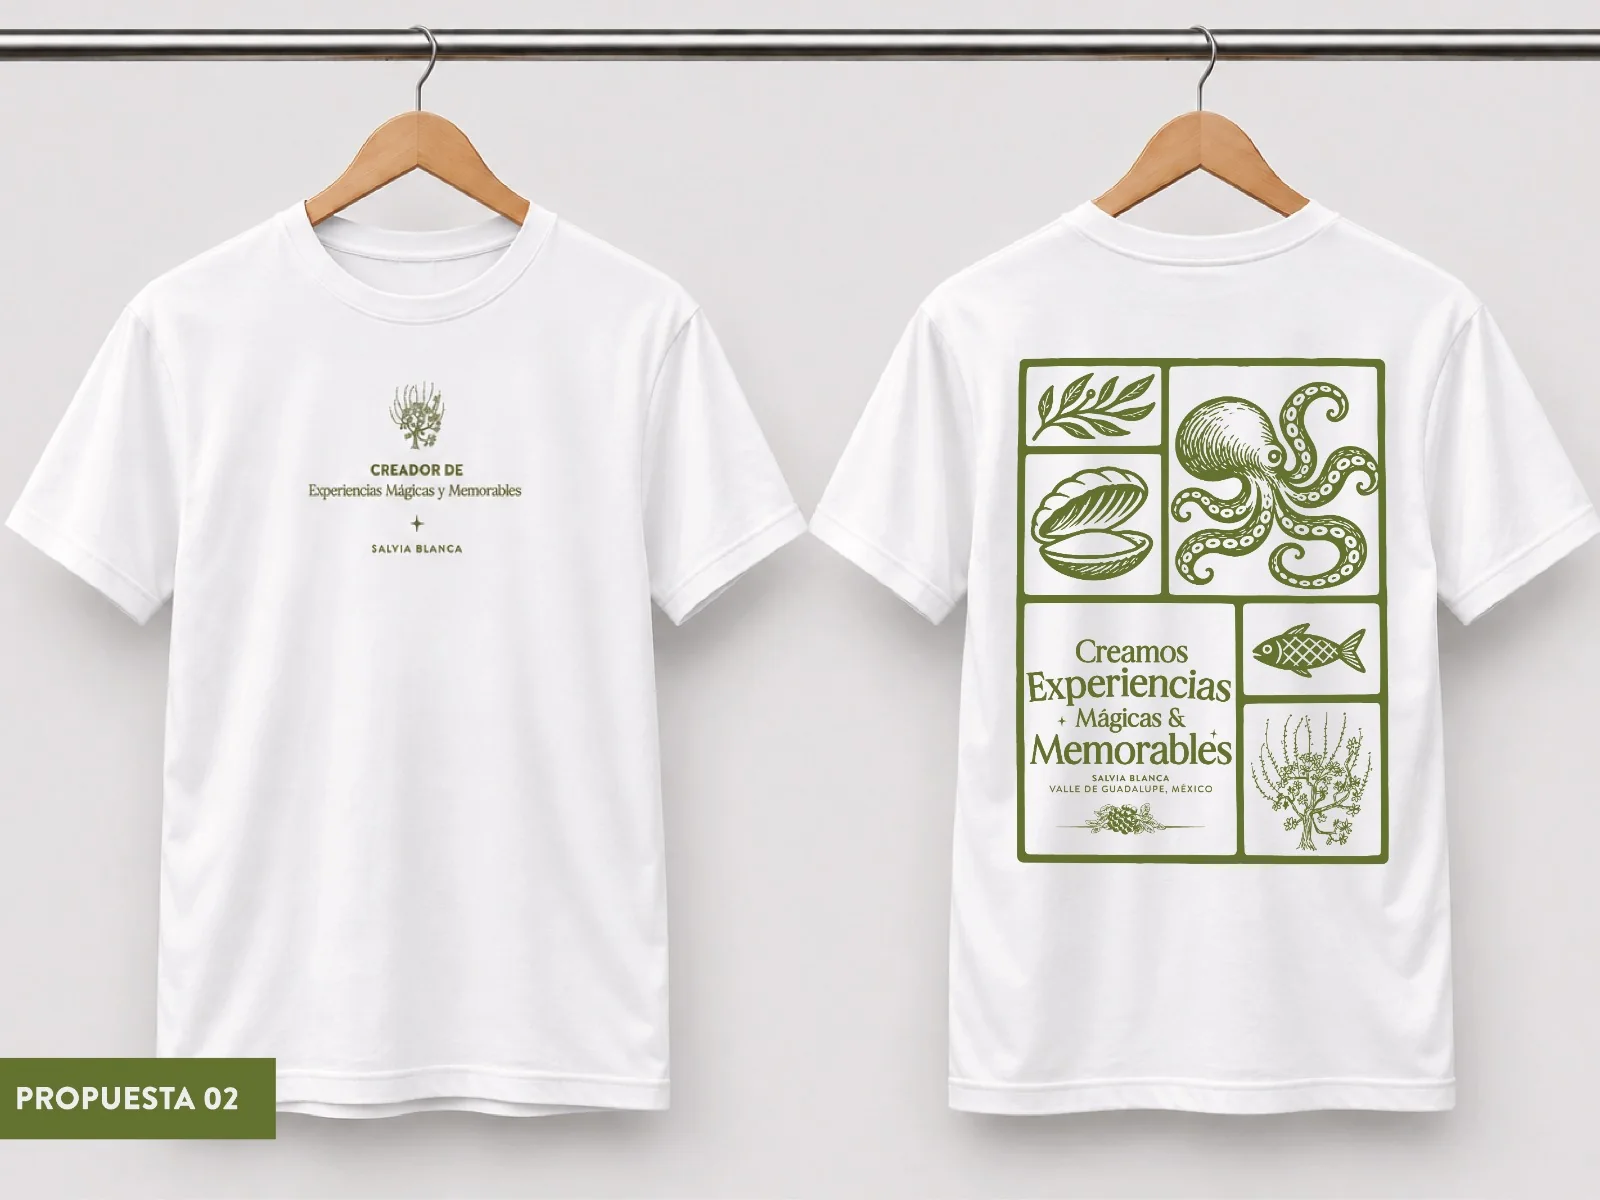 CREADOR DE
Experiencias Mágicas y Memorables
SALVIA BLANCA
Creamos
Experiencias
Mágicas &
Memorables
SALVIA BLANCA
VALLE DE GUADALUPE, MÉXICO
PROPUESTA 02